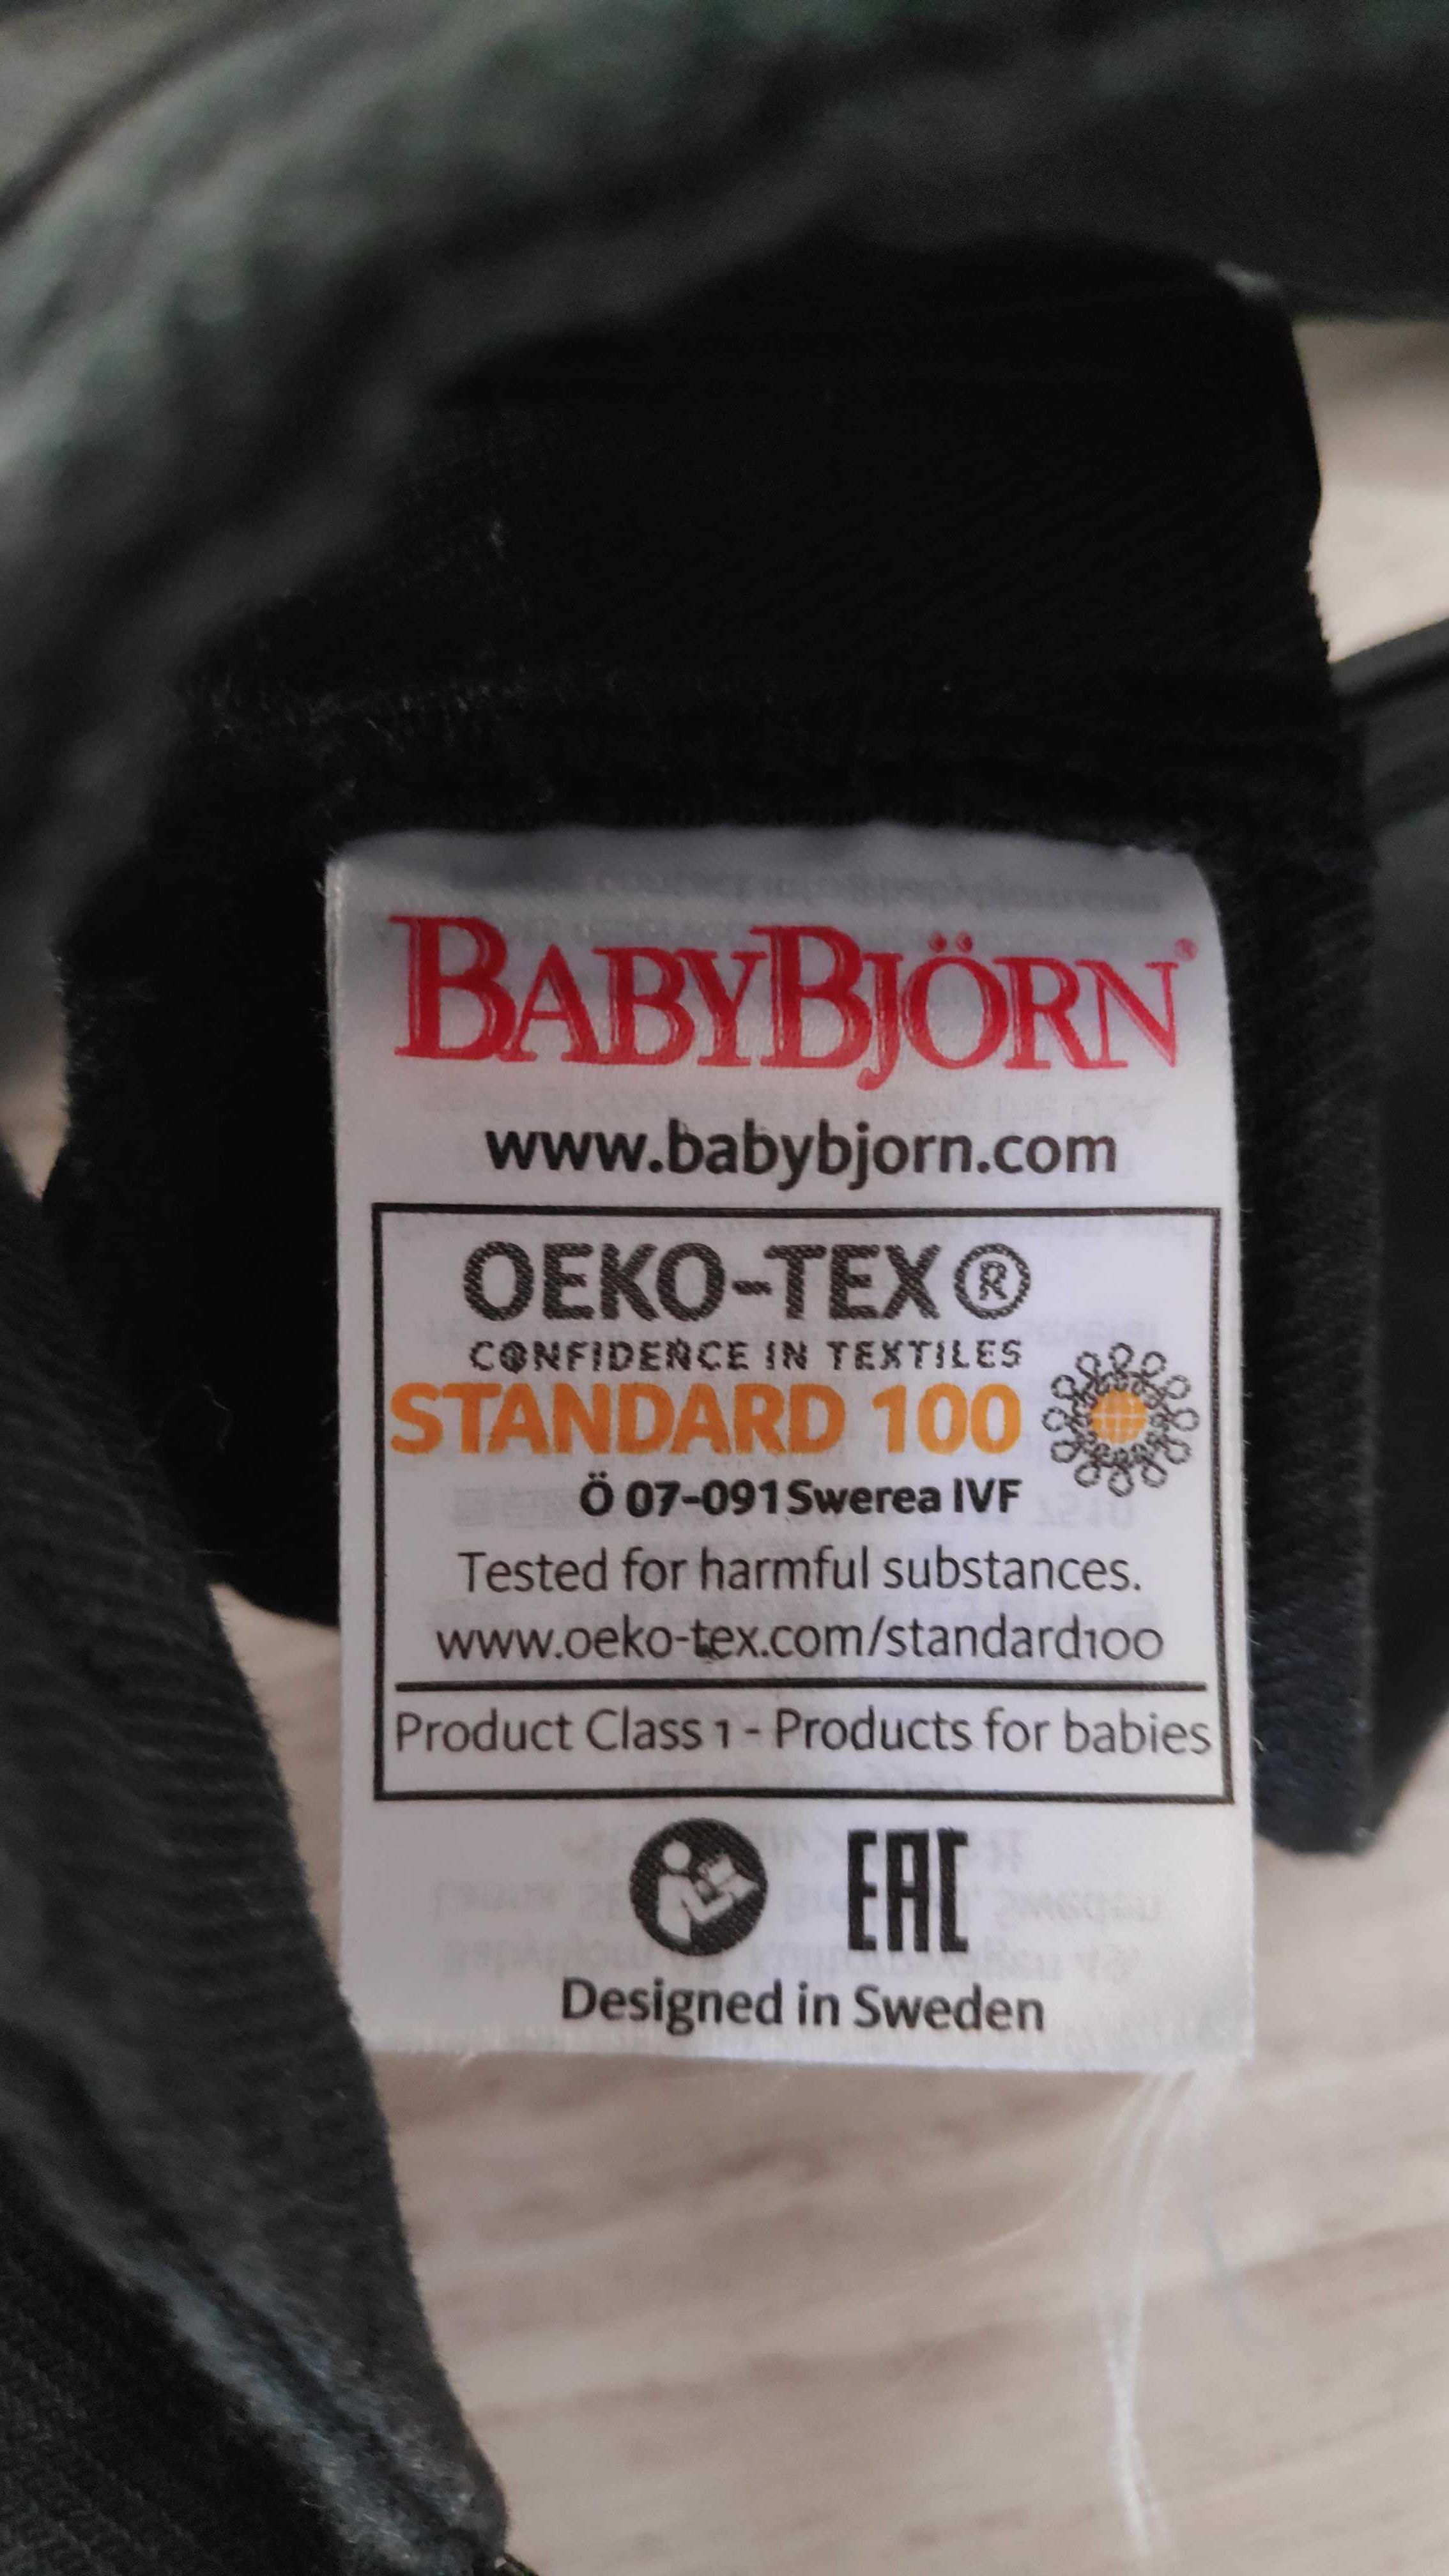 BABYBJÖRN®
www.babybjorn.com
OEKO-TEX®
CONFIDENCE IN TEXTILES
STANDARD 100
Ö 07-091 Swerea IVF
Tested for harmful substances.
www.oeko-tex.com/standard100
Product Class 1 - Products for babies
EAC
Designed in Sweden